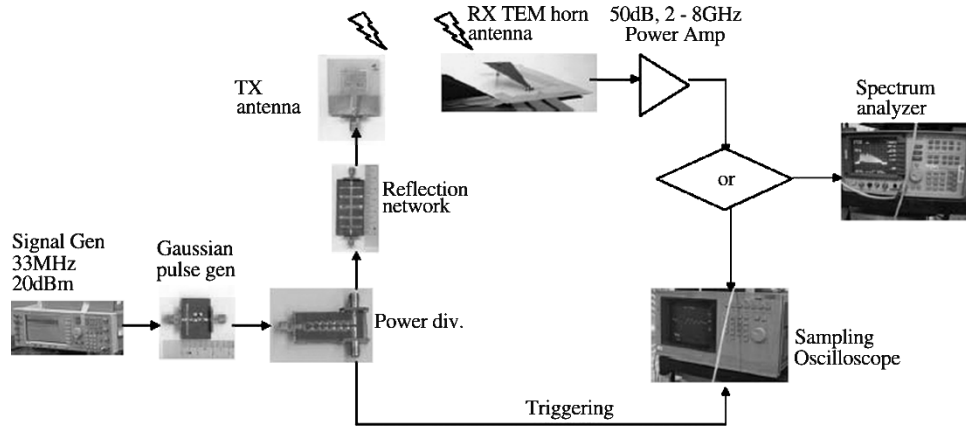 RX TEM horn
antenna
50dB, 2 - 8GHz
Power Amp
TX
antenna
Spectrum
analyzer
or
Reflection
network
Signal Gen
33MHz
20dBm
Gaussian
pulse gen
Power div.
Sampling
Oscilloscope
Triggering